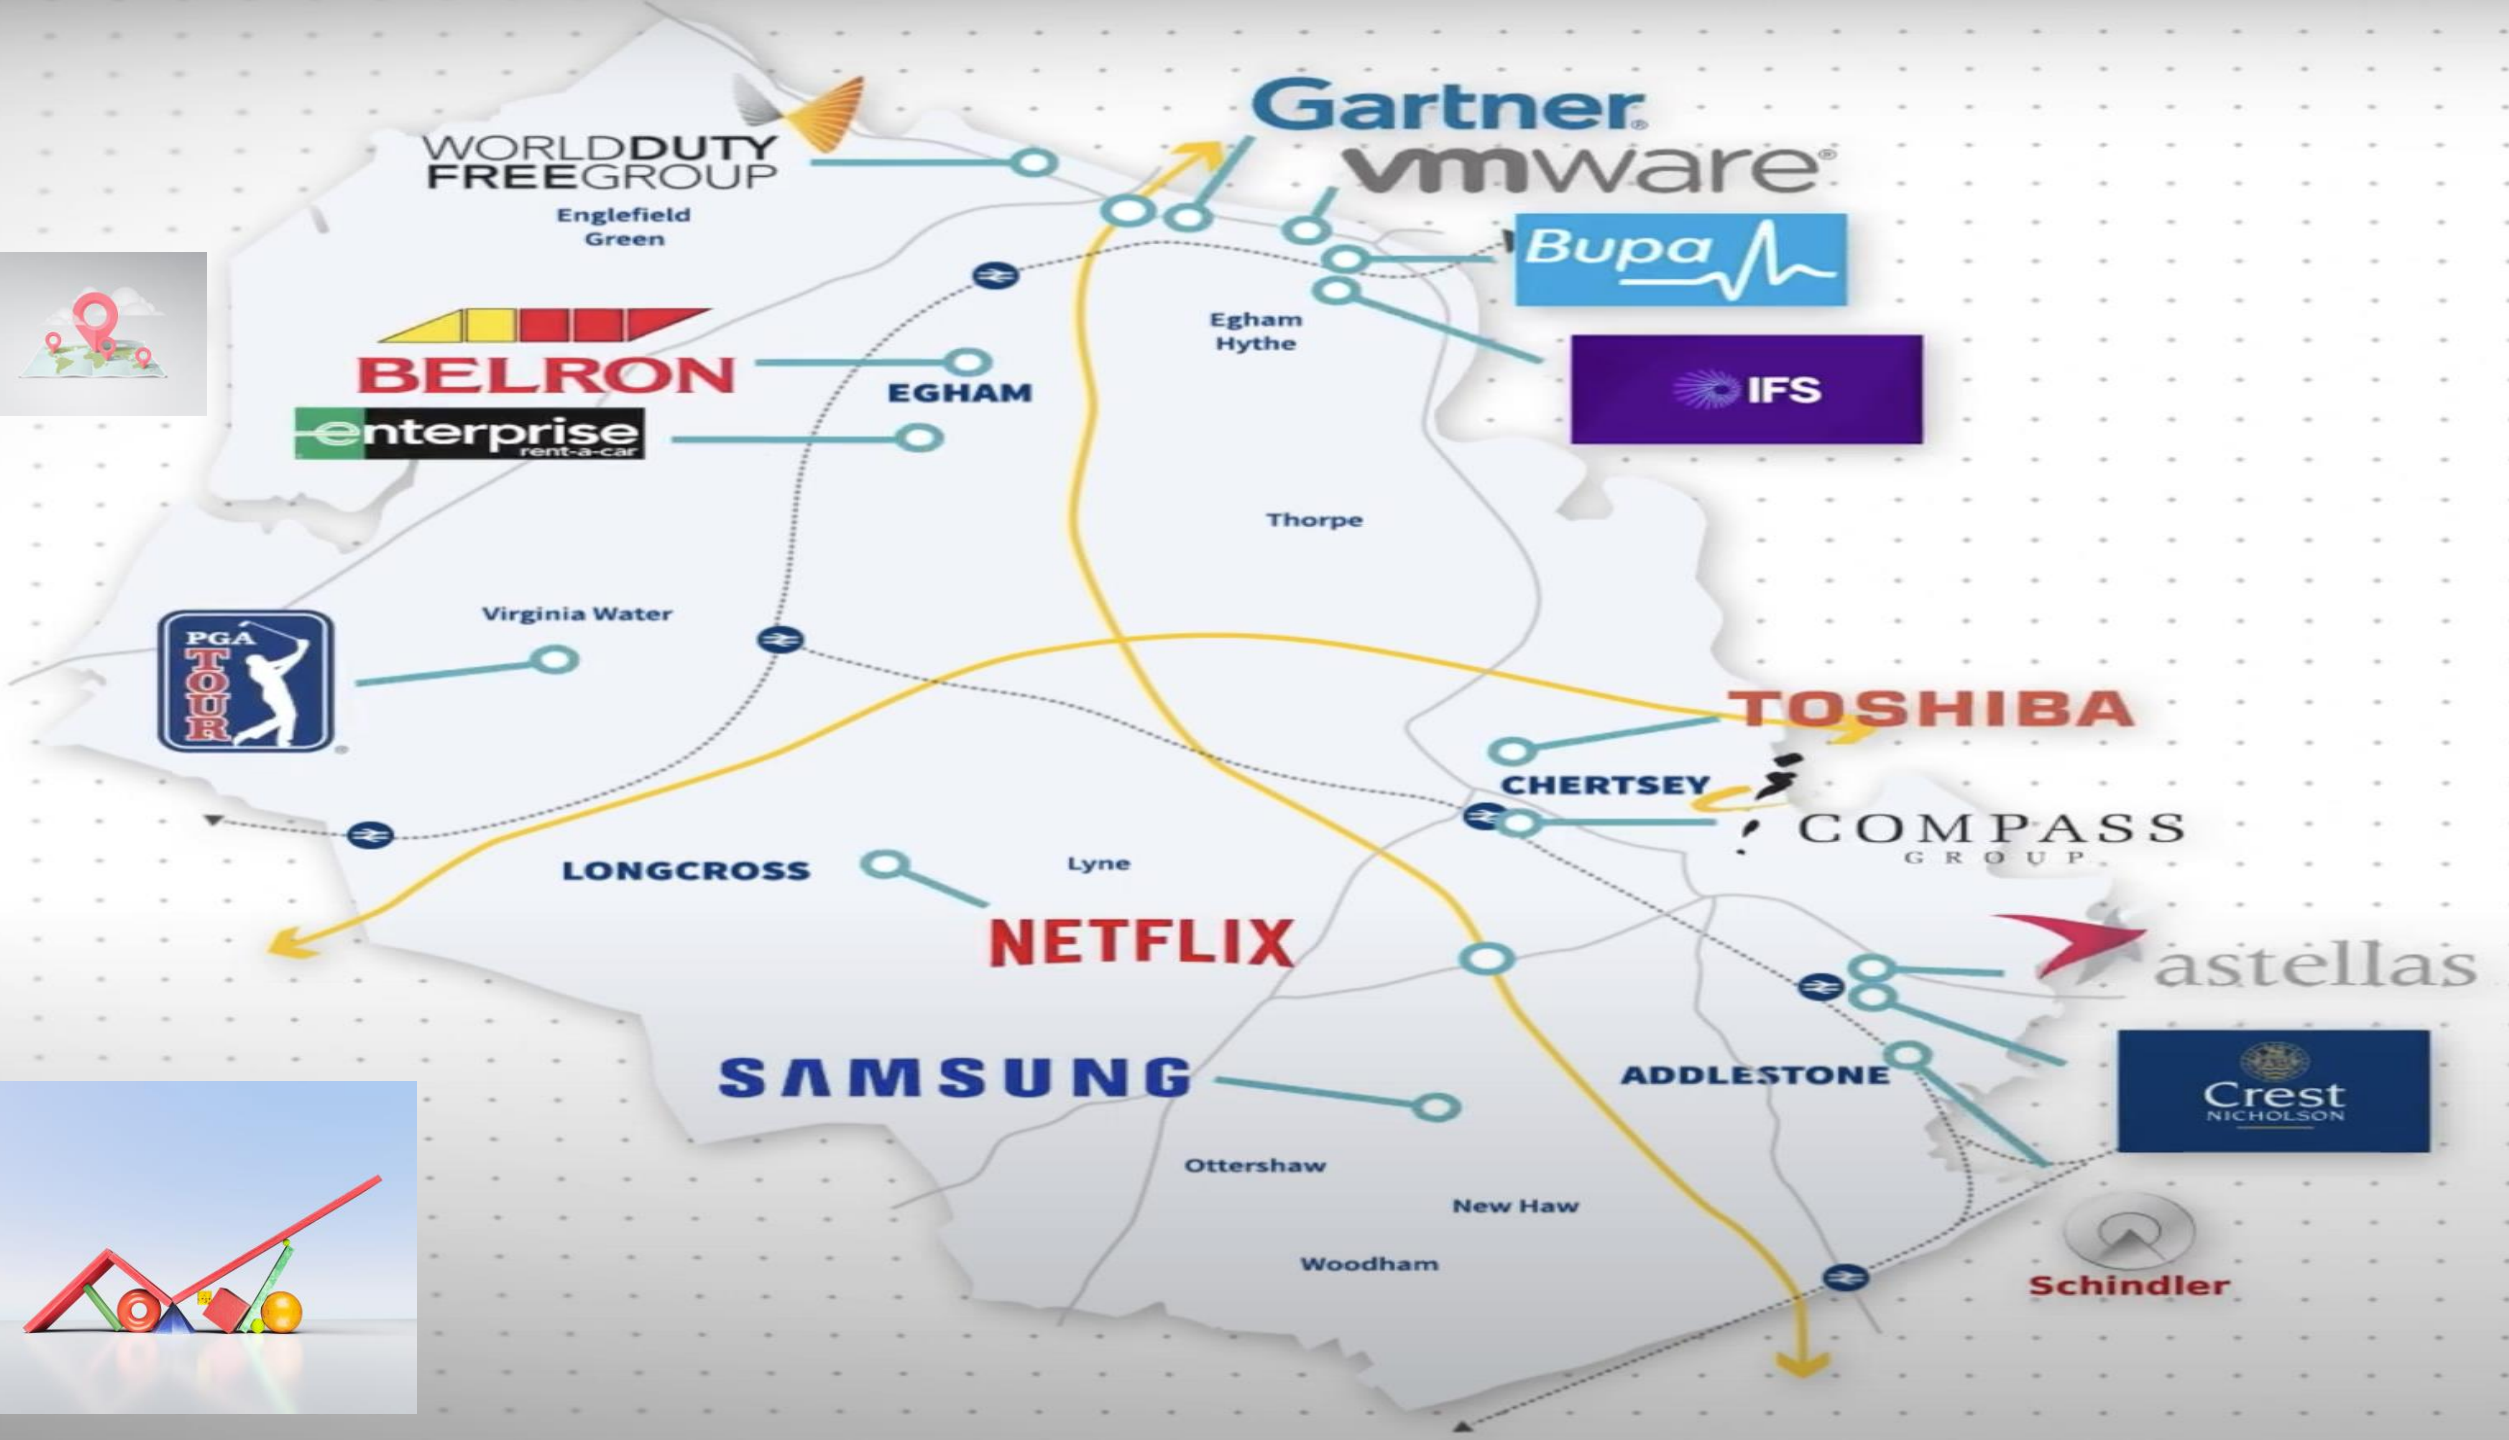 Gartner®
vmware®
WORLDDUTY
FREEGROUP
Englefield
Green
Bupa
Egham
Hythe
BELRON
IFS
EGHAM
enterprise
rent-a-car
Thorpe
Virginia Water
PGA
TOUR
®
TOSHIBA
CHERTSEY
COMPASS
GROUP
LONGCROSS
Lyne
NETFLIX
astellas
SAMSUNG
ADDLESTONE
Crest
NICHOLSON
Ottershaw
New Haw
Woodham
Schindler